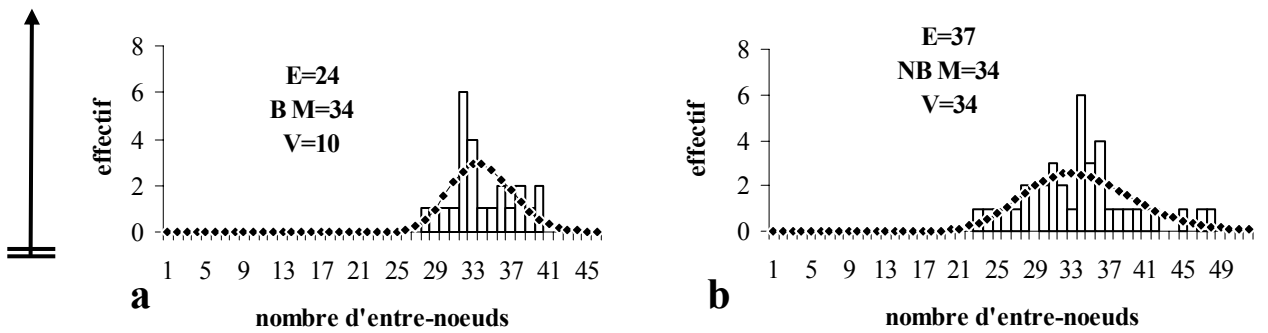 E=24
B M=34
V=10
effectif
8
6
4
2
0
1 5 9 13 17 21 25 29 33 37 41 45
a
nombre d'entre-noeuds
E=37
NB M=34
V=34
effectif
8
6
4
2
0
1 5 9 13 17 21 25 29 33 37 41 45 49
b
nombre d'entre-noeuds